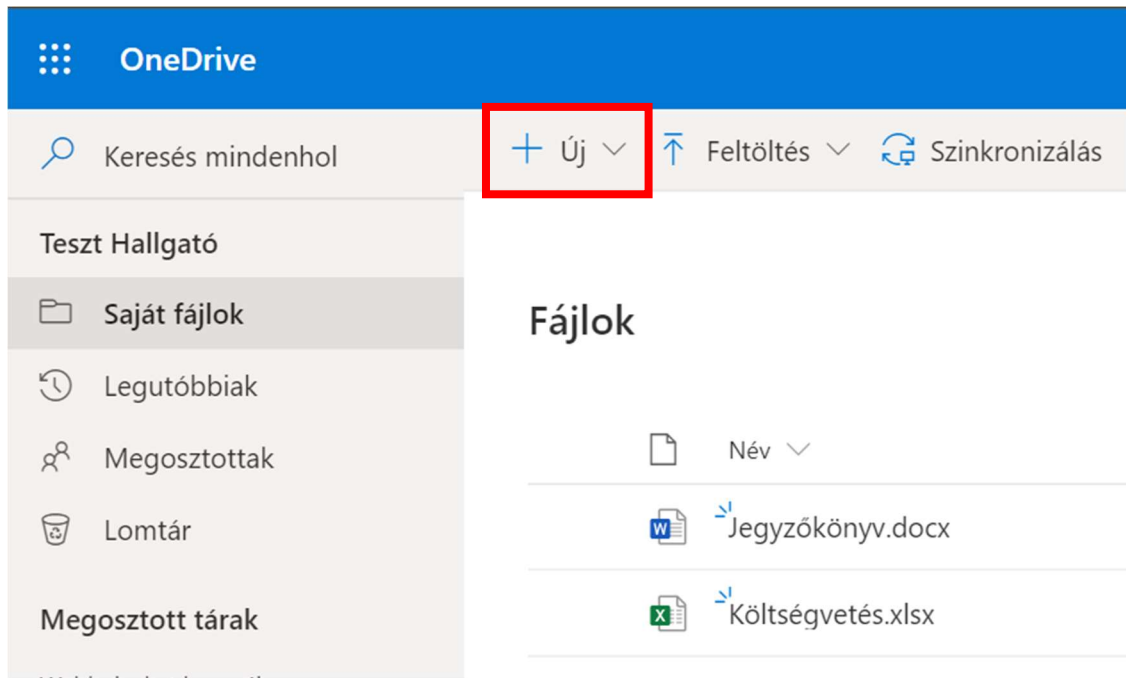 OneDrive
Keresés mindenhol
Új
Feltöltés
Szinkronizálás
Teszt Hallgató
Saját fájlok
Legutóbbiak
Megosztottak
Lomtár
Megosztott tárak
Fájlok
Név
Jegyzőkönyv.docx
Költségvetés.xlsx